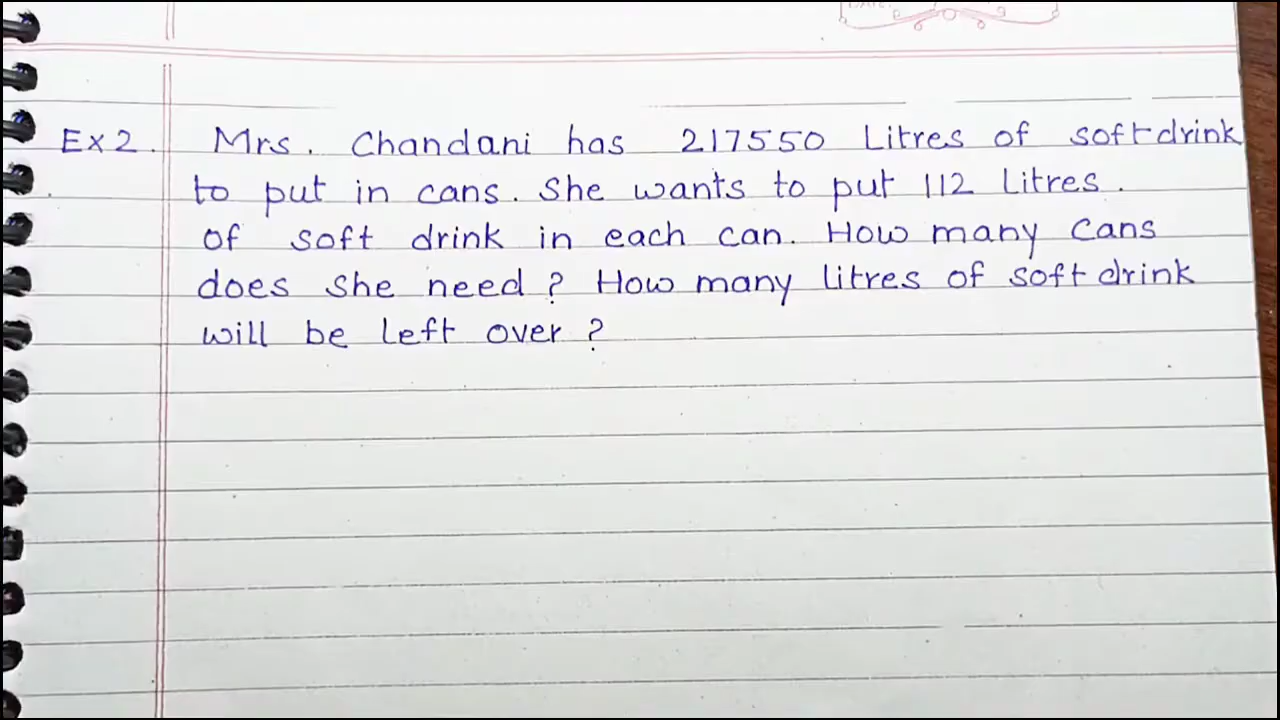 Ex 2. Mrs. Chandani has 217550 Litres of softdrink
to put in cans. She wants to put 112 Litres.
Of soft drink in each can. How many Cans
does She need? How many litres of soft drink
will be left over?